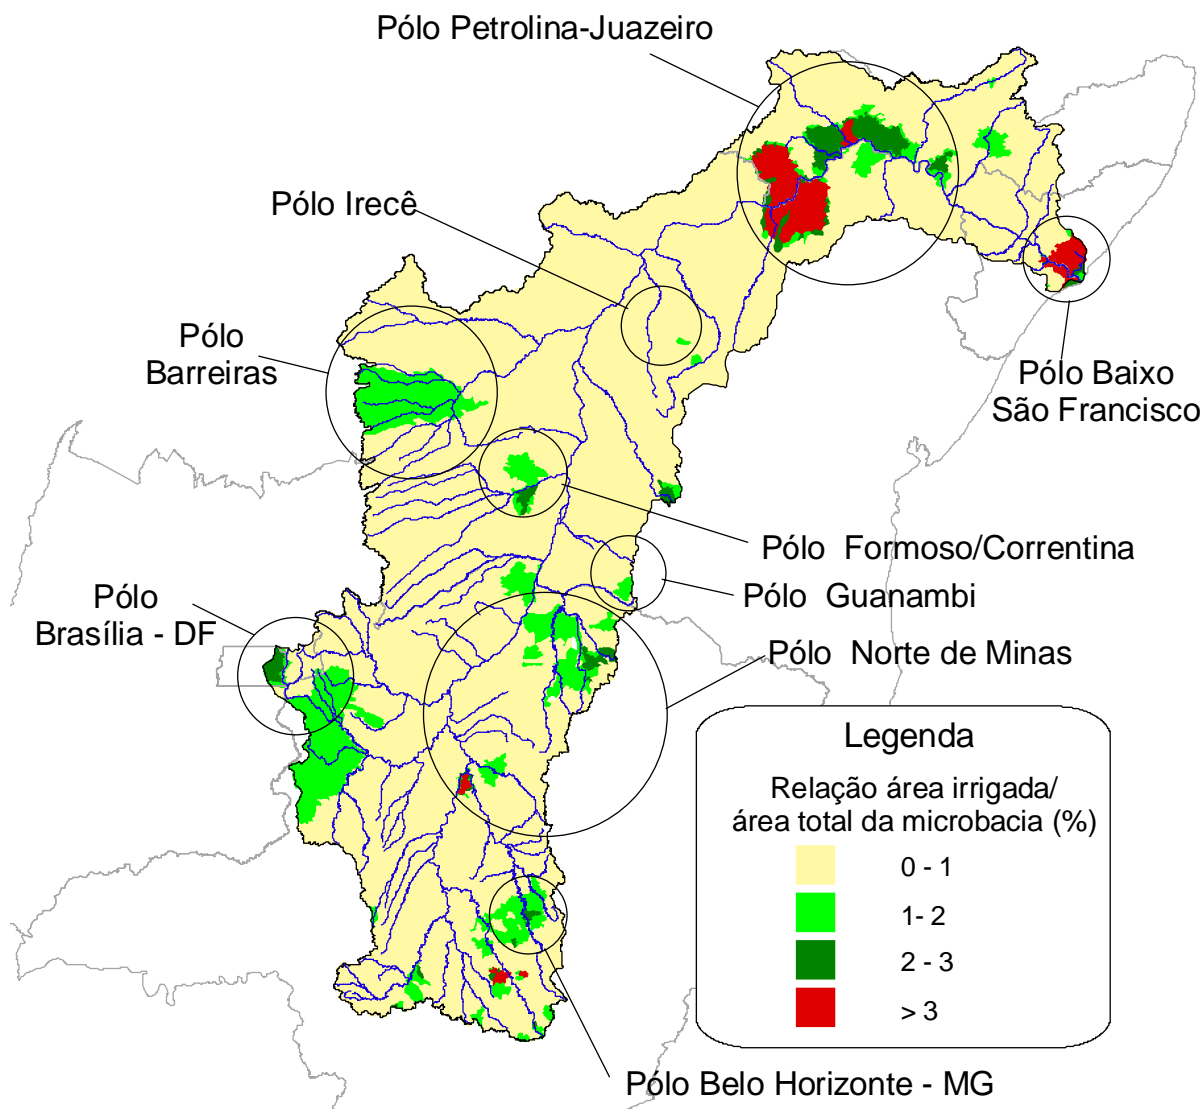 Pólo Petrolina-Juazeiro
Pólo Irecê
Pólo
Barreiras
Pólo Baixo
São Francisco
Pólo Formoso/Correntina
Pólo Guanambi
Pólo
Brasília - DF
Pólo Norte de Minas
Legenda
Relação área irrigada/
área total da microbacia (%)
0 - 1
1- 2
2 - 3
> 3
Pólo Belo Horizonte - MG